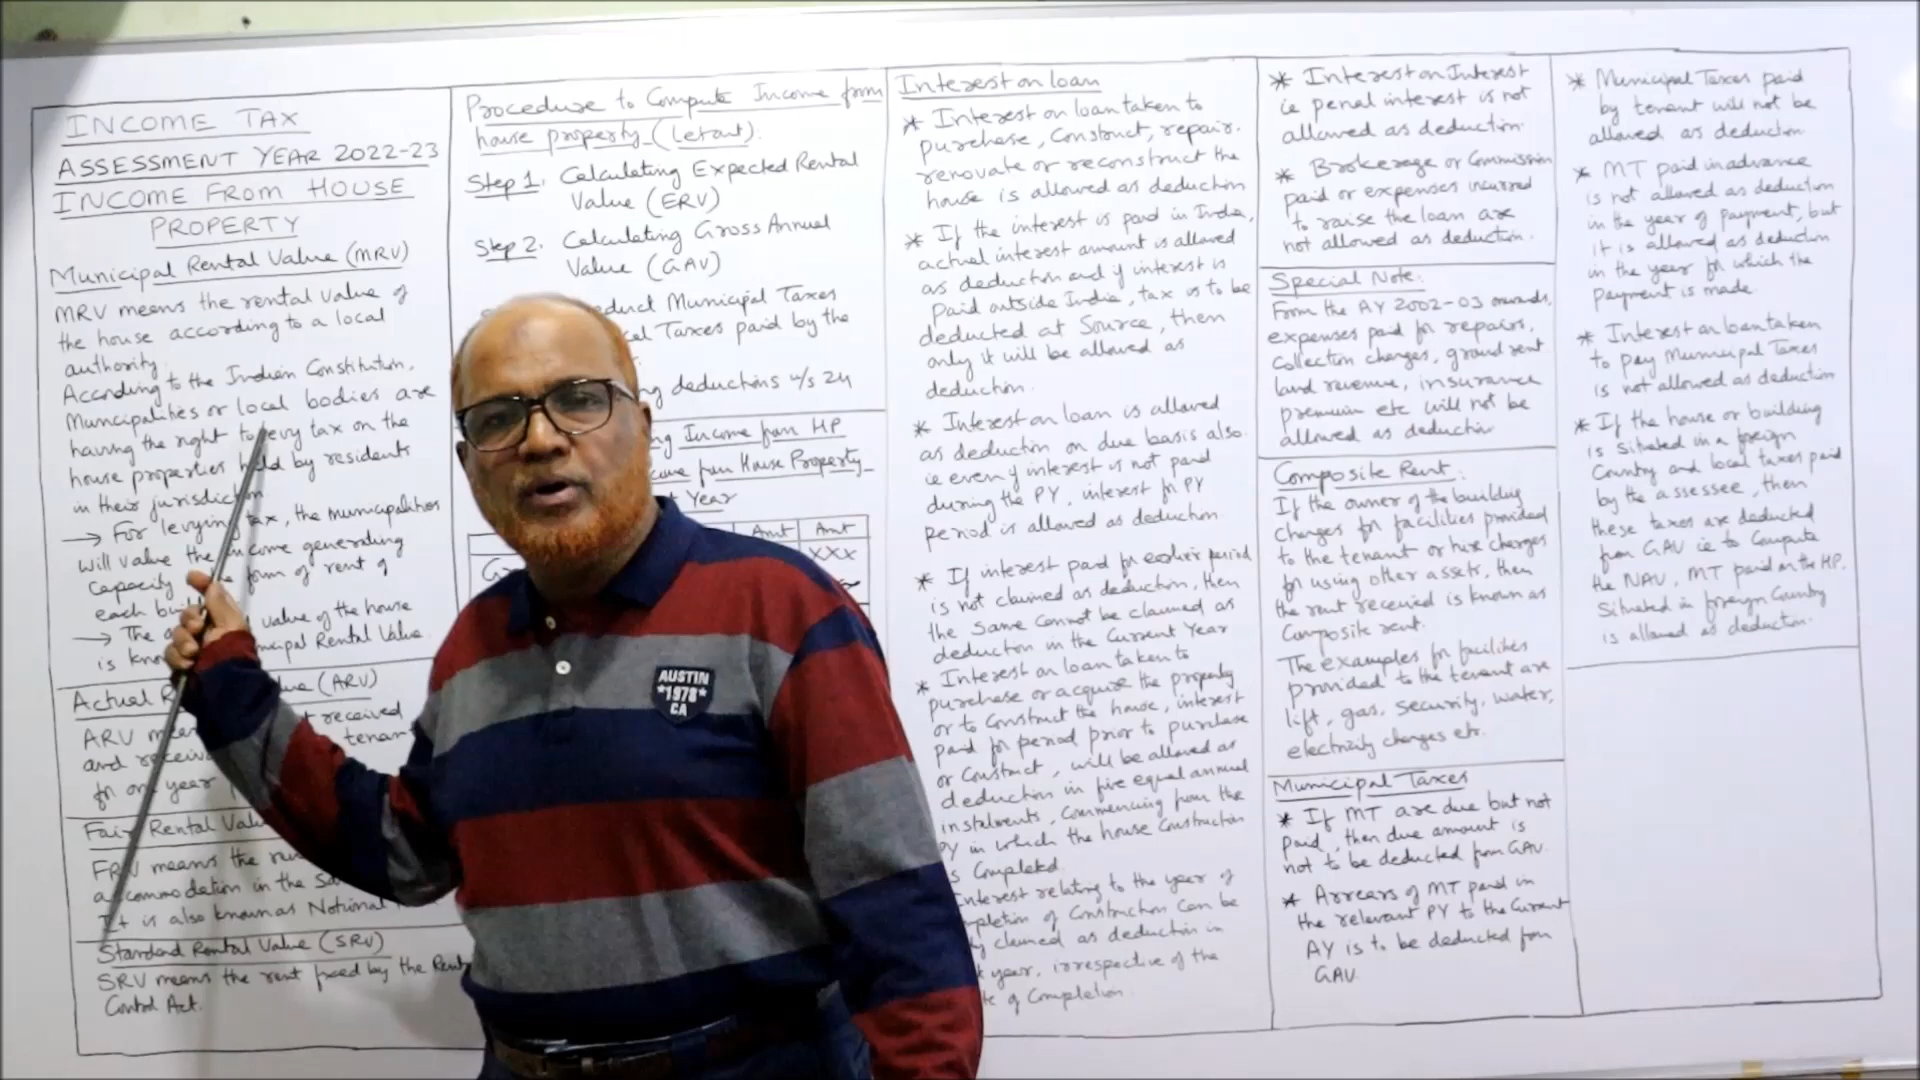 INCOME TAX
ASSESSMENT YEAR 2022-23
INCOME FROM HOUSE
PROPERTY
Municipal Rental Value (MRV)
MRV means the rental value of
the house according to a local
authority.
According to the Indian Constitution,
Muncipalities or local bodies are
having the right to levy tax on the
house properties held by residents
in their jurisdiction
→ For levying tax, the municipalities
will value the income generating
capacity form of rent of
each
→ The value of the house
is Rental Value.
Actual (ARV)
ARV received
and tenant
for one year
Fair Rental
FRV means the
accommodation in the
It is also known as Notional
Standard Rental Value (SRV)
SRV means the rent fixed by the Rent
Control Act.
Procedure to Compute Income from
house property (Letout).
Step 1. Calculating Expected Rental
Value (ERV)
Step 2. Calculating Gross Annual
Value (GAV)
Municipal Taxes
Taxes paid by the
deductions u/s 24
Income from HP
from House Property
Year
Amt Amt
XXX
Interest on loan
* Interest on loan taken to
purchase, Construct, repair,
renovate or reconstruct the
house is allowed as deduction
* If the interest is paid in India,
actual interest amount is allowed
as deduction and if interest is
Paid outside India, tax is to be
deducted at Source, then
only it will be allowed as
deduction.
* Interest on loan is allowed
as deduction on due basis also
ie even if interest is not paid
during the PY, interest for PY
period is allowed as deduction
* If interest paid for earlier period
is not claimed as deduction, then
the same cannot be claimed as
deduction in the Current Year
* Interest on loan taken to
purchase or acquire the property
or to Construct the house, interest
paid for period prior to purchase
or Construct, will be allowed as
deduction in five equal annual
instalments, Commencing from the
PY in which the house Construction
is Completed.
Interest relating to the year of
of Construction Can be
claimed as deduction in
year, irrespective of the
of Completion.
* Interest on Interest
ie penal interest is not
allowed as deduction.
* Brokerage or Commission
paid or expenses incurred
to raise the loan are
not allowed as deduction.
Special Note:
From the AY 2002-03 onwards,
expenses paid for repairs,
Collection charges, ground rent
land revenue, insurance
premium etc will not be
allowed as deduction
Composite Rent:
If the owner of the building
charges for facilities provided
to the tenant or hire charges
for using other assets, then
the rent received is known as
Composite rent.
The examples for facilities
provided to the tenant are
lift, gas, security, water,
electricity charges etc.
Municipal Taxes
* If MT are due but not
Paid, then due amount is
not to be deducted from GAV.
* Arrears of MT paid in
the relevant PY to the Current
AY is to be deducted from
GAV.
* Municipal Taxes paid
by tenant will not be
allowed as deduction
* MT paid in advance
is not allowed as deduction
in the year of payment, but
it is allowed as deduction
in the year for which the
Payment is made.
* Interest on loan taken
to pay Municipal Taxes
is not allowed as deduction
* If the house or building
is Situated in a foreign
Country and local taxes paid
by the assessee, then
these taxes are deducted
from GAV ie to Compute
the NAV, MT paid on the HP.
Situated in foreign Country
is allowed as deduction.
AUSTIN
*1978*
CA